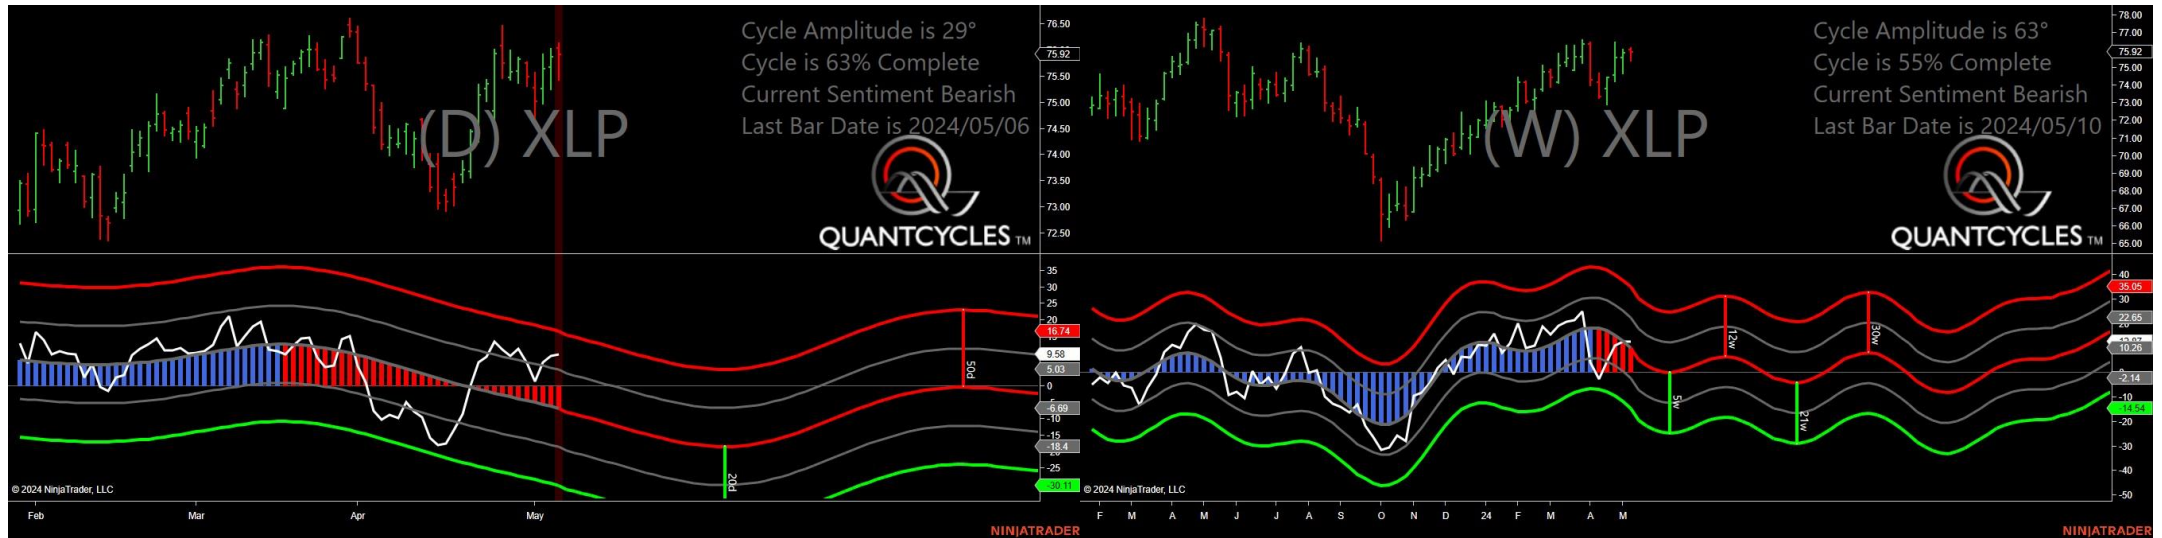 Cycle Amplitude is 29°
Cycle is 63% Complete
Current Sentiment Bearish
Last Bar Date is 2024/05/06
(D) XLP
QUANTCYCLES TM
76.50
75.92
75.50
75.00
74.50
74.00
73.50
73.00
72.50
35
30
25
20
16.74
9.58
5.03
0
-6.69
-10
-15
-18.4
-25
-30.11
50d
20d
© 2024 NinjaTrader, LLC
Feb
Mar
Apr
May
NINJATRADER
Cycle Amplitude is 63°
Cycle is 55% Complete
Current Sentiment Bearish
Last Bar Date is 2024/05/10
(W) XLP
QUANTCYCLES TM
78.00
77.00
75.92
75.00
74.00
73.00
72.00
71.00
70.00
69.00
68.00
67.00
66.00
65.00
40
35.05
30
22.65
10.26
-2.14
-10
-14.54
-20
-30
-40
-50
12w
30w
5w
21w
© 2024 NinjaTrader, LLC
F
M
A
M
J
J
A
S
O
N
D
24
F
M
A
M
NINJATRADER